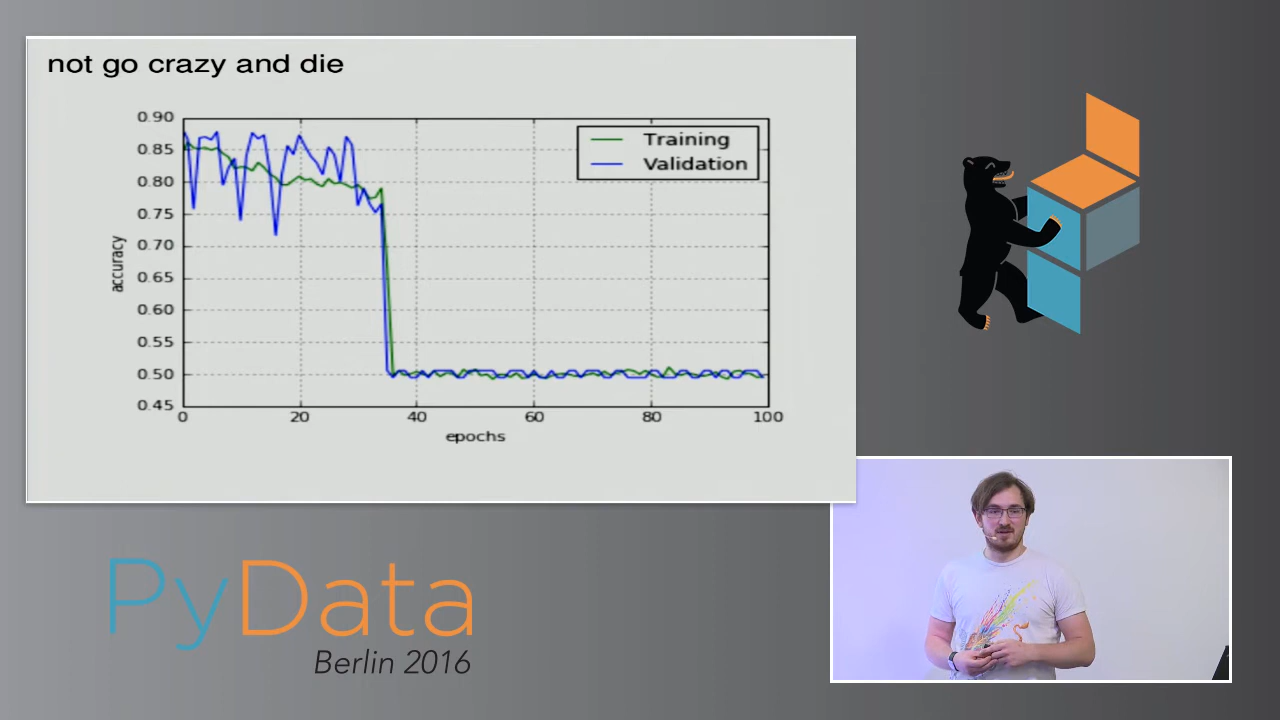 not go crazy and die
0.90
0.85
0.80
0.75
0.70
0.65
0.60
0.55
0.50
0.45
accuracy
0 20 40 60 80 100
epochs
Training
Validation
PyData
Berlin 2016